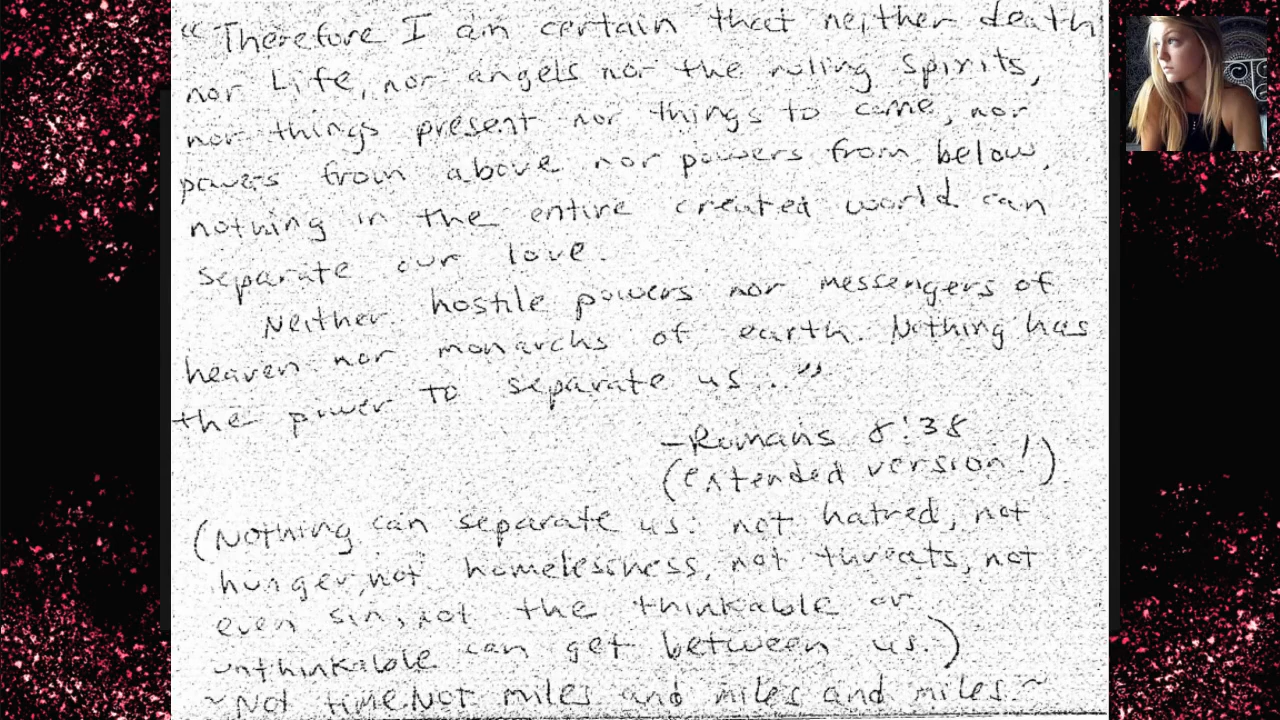 "Therefore I am certain that neither death
nor Life, nor angels nor the ruling spirits,
nor things present nor things to come, nor
powers from above nor powers from below,
nothing in the entire created world can
separate our love.
Neither hostile powers nor messengers of
heaven nor monarchs of earth. Nothing has
the power to separate us..."
-Romans 8:38
(extended version!)
(Nothing can separate us: not hatred, not
hunger, not homelessness, not threats, not
even sin, not the thinkable or
unthinkable can get between us.)
~Not time. Not miles and miles and miles.~